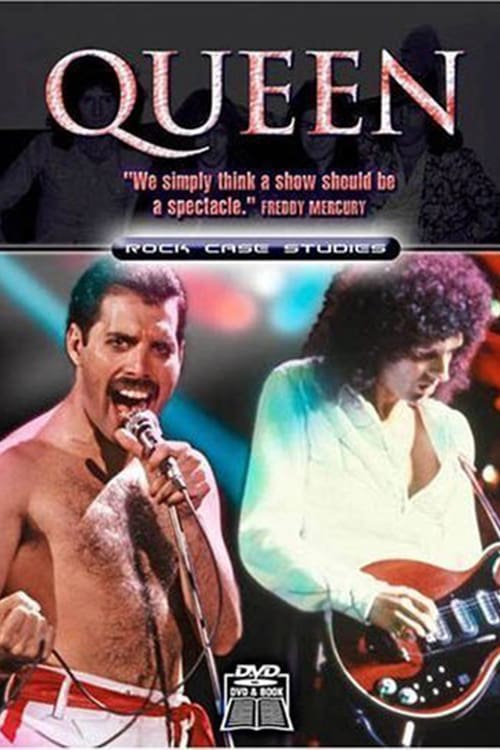 QUEEN
"We simply think a show should be
a spectacle." FREDDY MERCURY
ROCK CASE STUDIES
DVD
DVD & BOOK